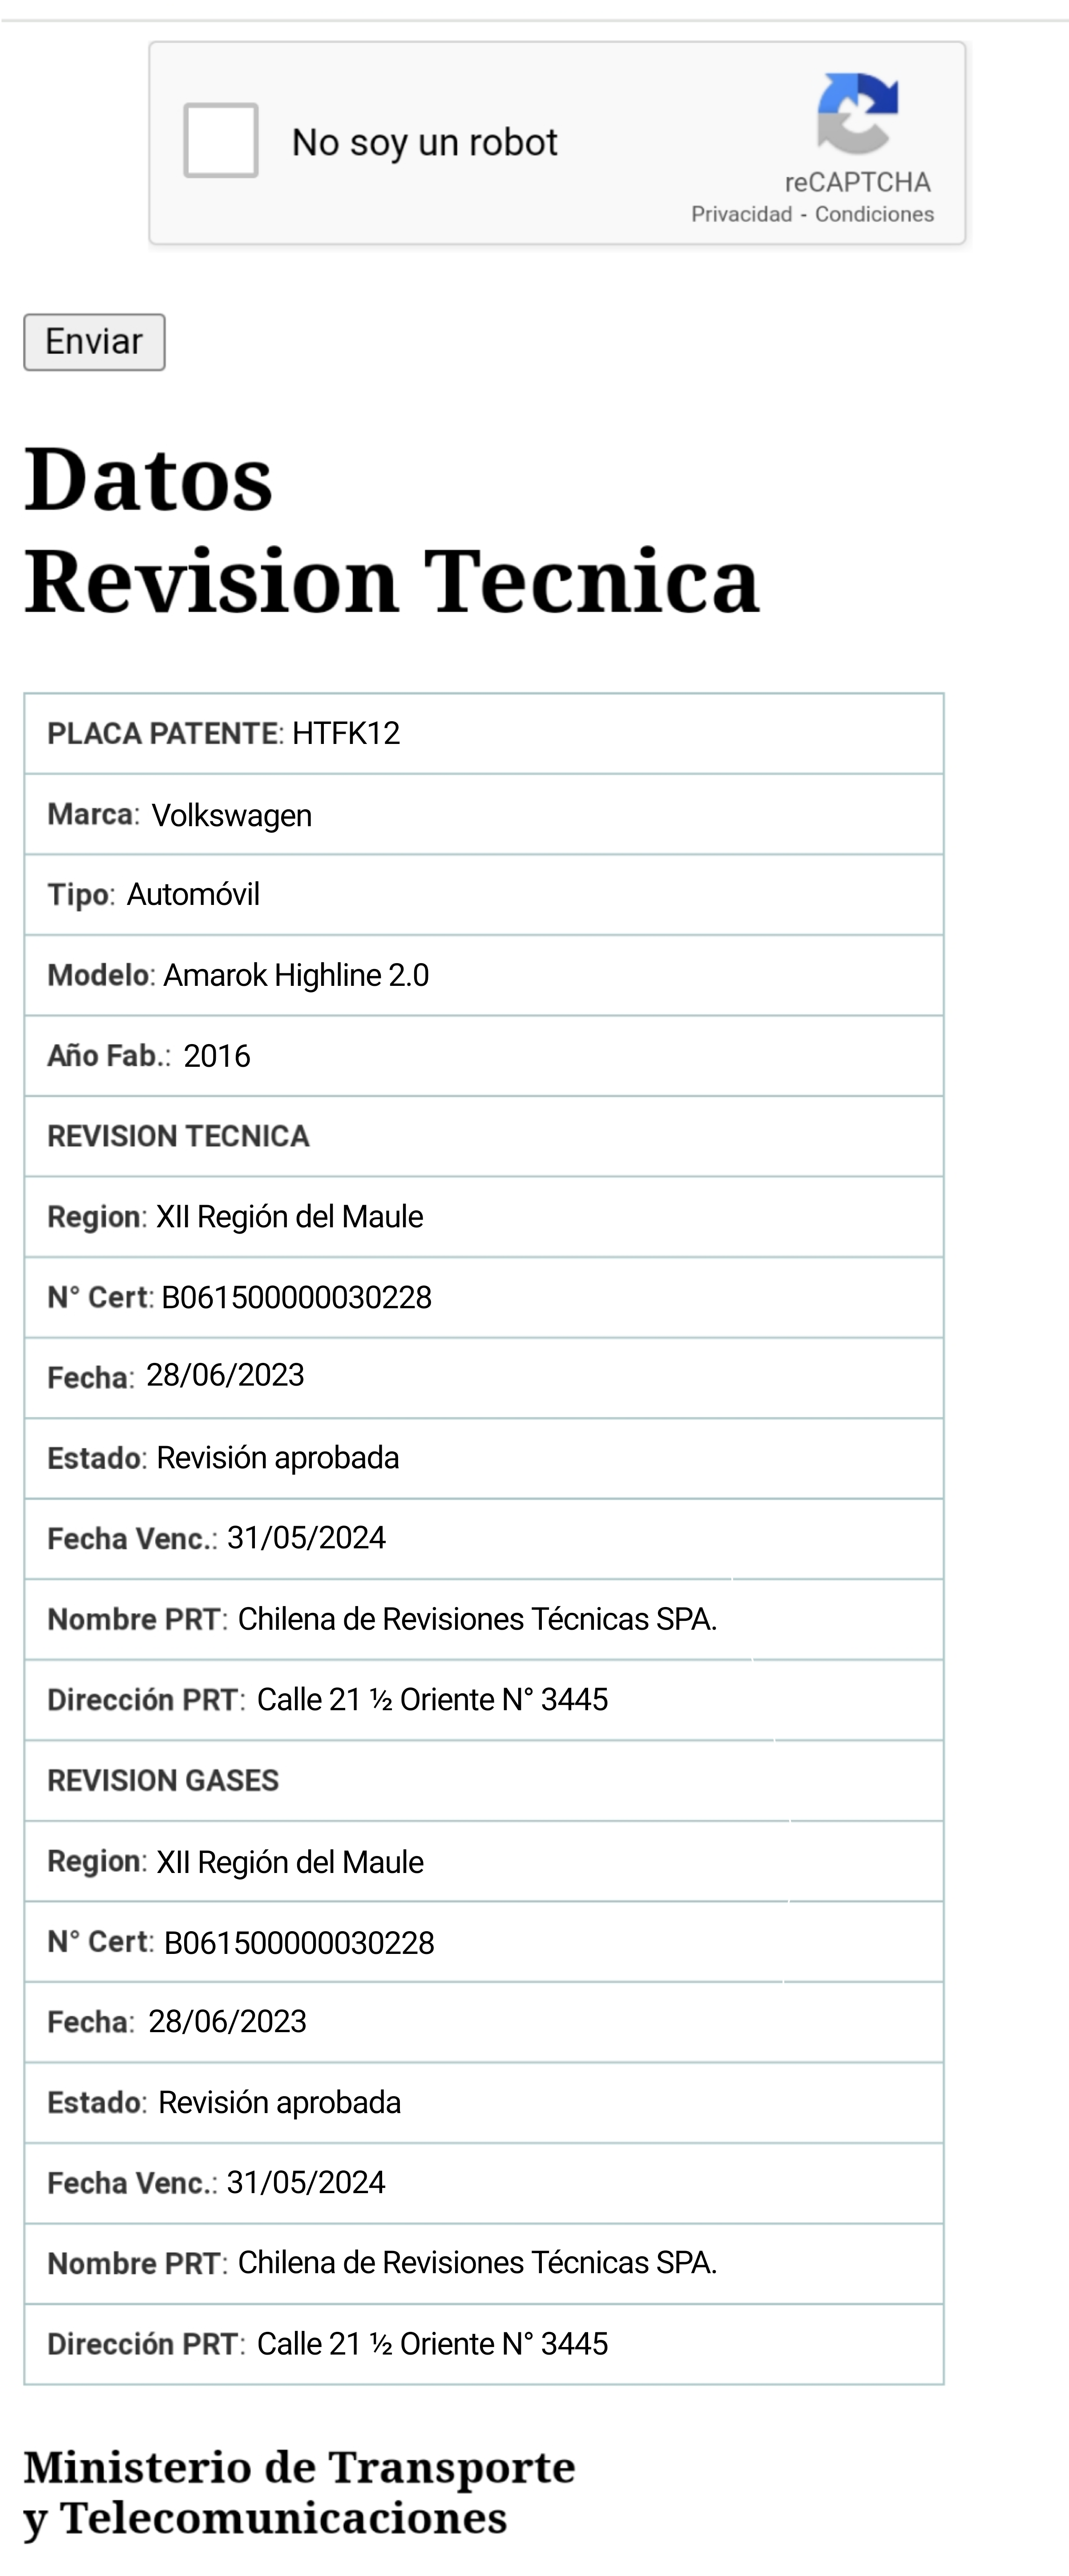 No soy un robot
reCAPTCHA
Privacidad - Condiciones
Enviar
Datos
Revision Tecnica
PLACA PATENTE: HTFK12
Marca: Volkswagen
Tipo: Automóvil
Modelo: Amarok Highline 2.0
Año Fab.: 2016
REVISION TECNICA
Region: XII Región del Maule
N° Cert: B061500000030228
Fecha: 28/06/2023
Estado: Revisión aprobada
Fecha Venc.: 31/05/2024
Nombre PRT: Chilena de Revisiones Técnicas SPA.
Dirección PRT: Calle 21 ½ Oriente N° 3445
REVISION GASES
Region: XII Región del Maule
N° Cert: B061500000030228
Fecha: 28/06/2023
Estado: Revisión aprobada
Fecha Venc.: 31/05/2024
Nombre PRT: Chilena de Revisiones Técnicas SPA.
Dirección PRT: Calle 21 ½ Oriente N° 3445
Ministerio de Transporte
y Telecomunicaciones